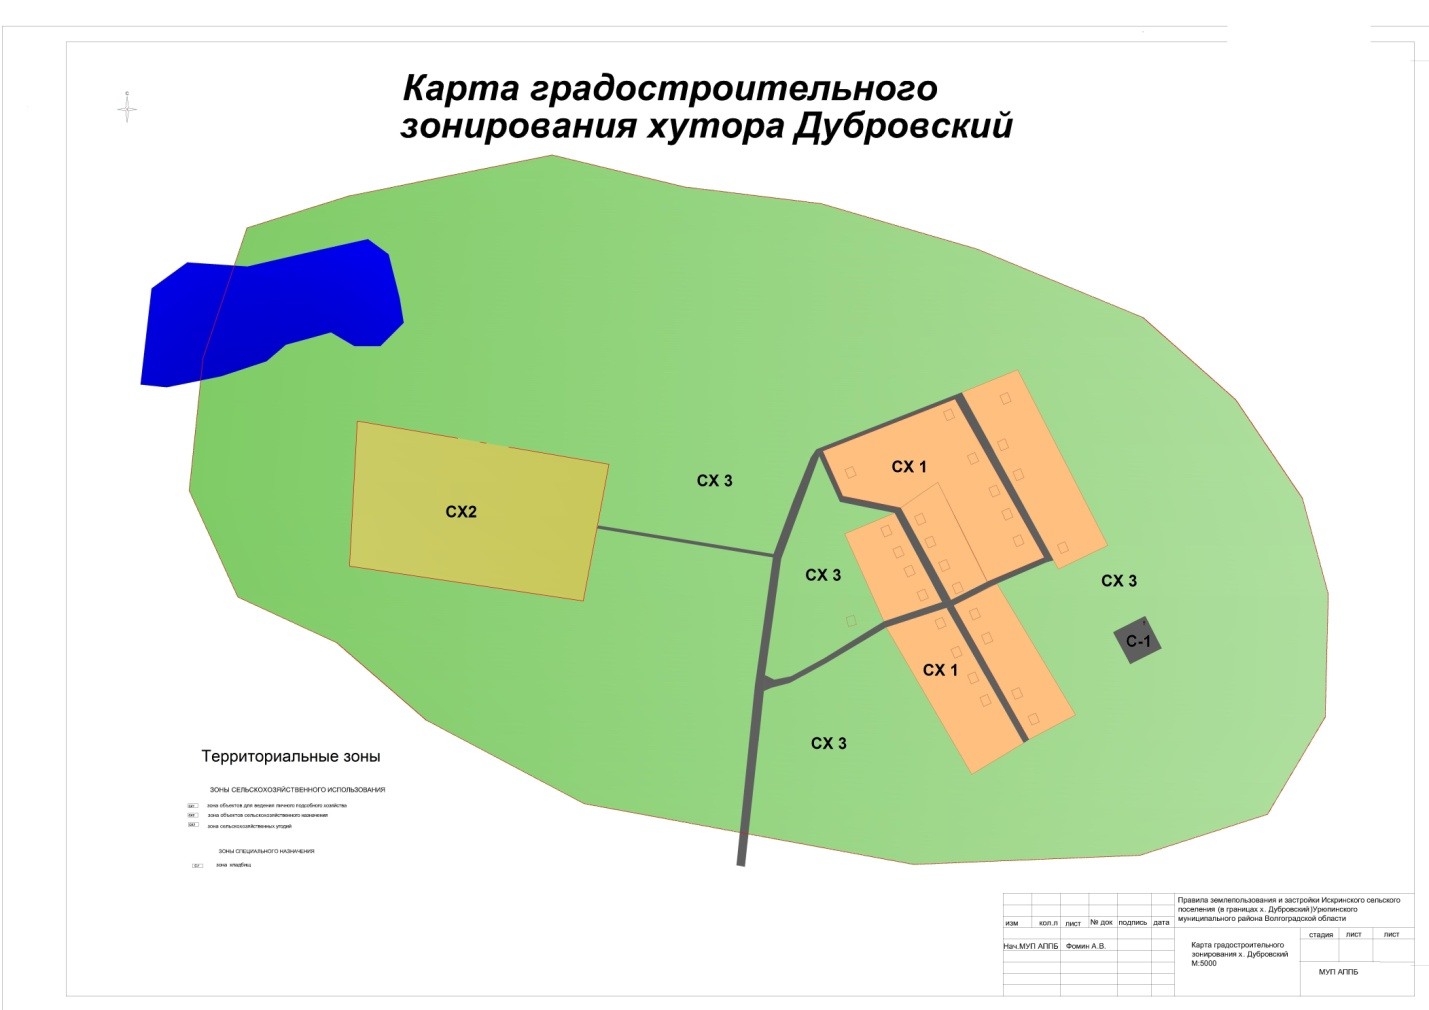 Карта градостроительного
зонирования хутора Дубровский
СХ 1
СХ 3
СХ2
СХ 3
СХ 3
С-1
СХ 1
СХ 3
Территориальные зоны
ЗОНЫ СЕЛЬСКОХОЗЯЙСТВЕННОГО ИСПОЛЬЗОВАНИЯ
зона объектов для ведения личного подсобного хозяйства
зона объектов сельскохозяйственного назначения
зона сельскохозяйственных угодий
ЗОНЫ СПЕЦИАЛЬНОГО НАЗНАЧЕНИЯ
зона кладбищ
Правила землепользования и застройки Искринского сельского
поселения (в границах х. Дубровский)Урюпинского
муниципального района Волгоградской области
изм кол.л лист № док подпись дата
Нач.МУП АППБ Фомин А.В.
Карта градостроительного
зонирования х. Дубровский
М:5000
стадия лист лист
МУП АППБ